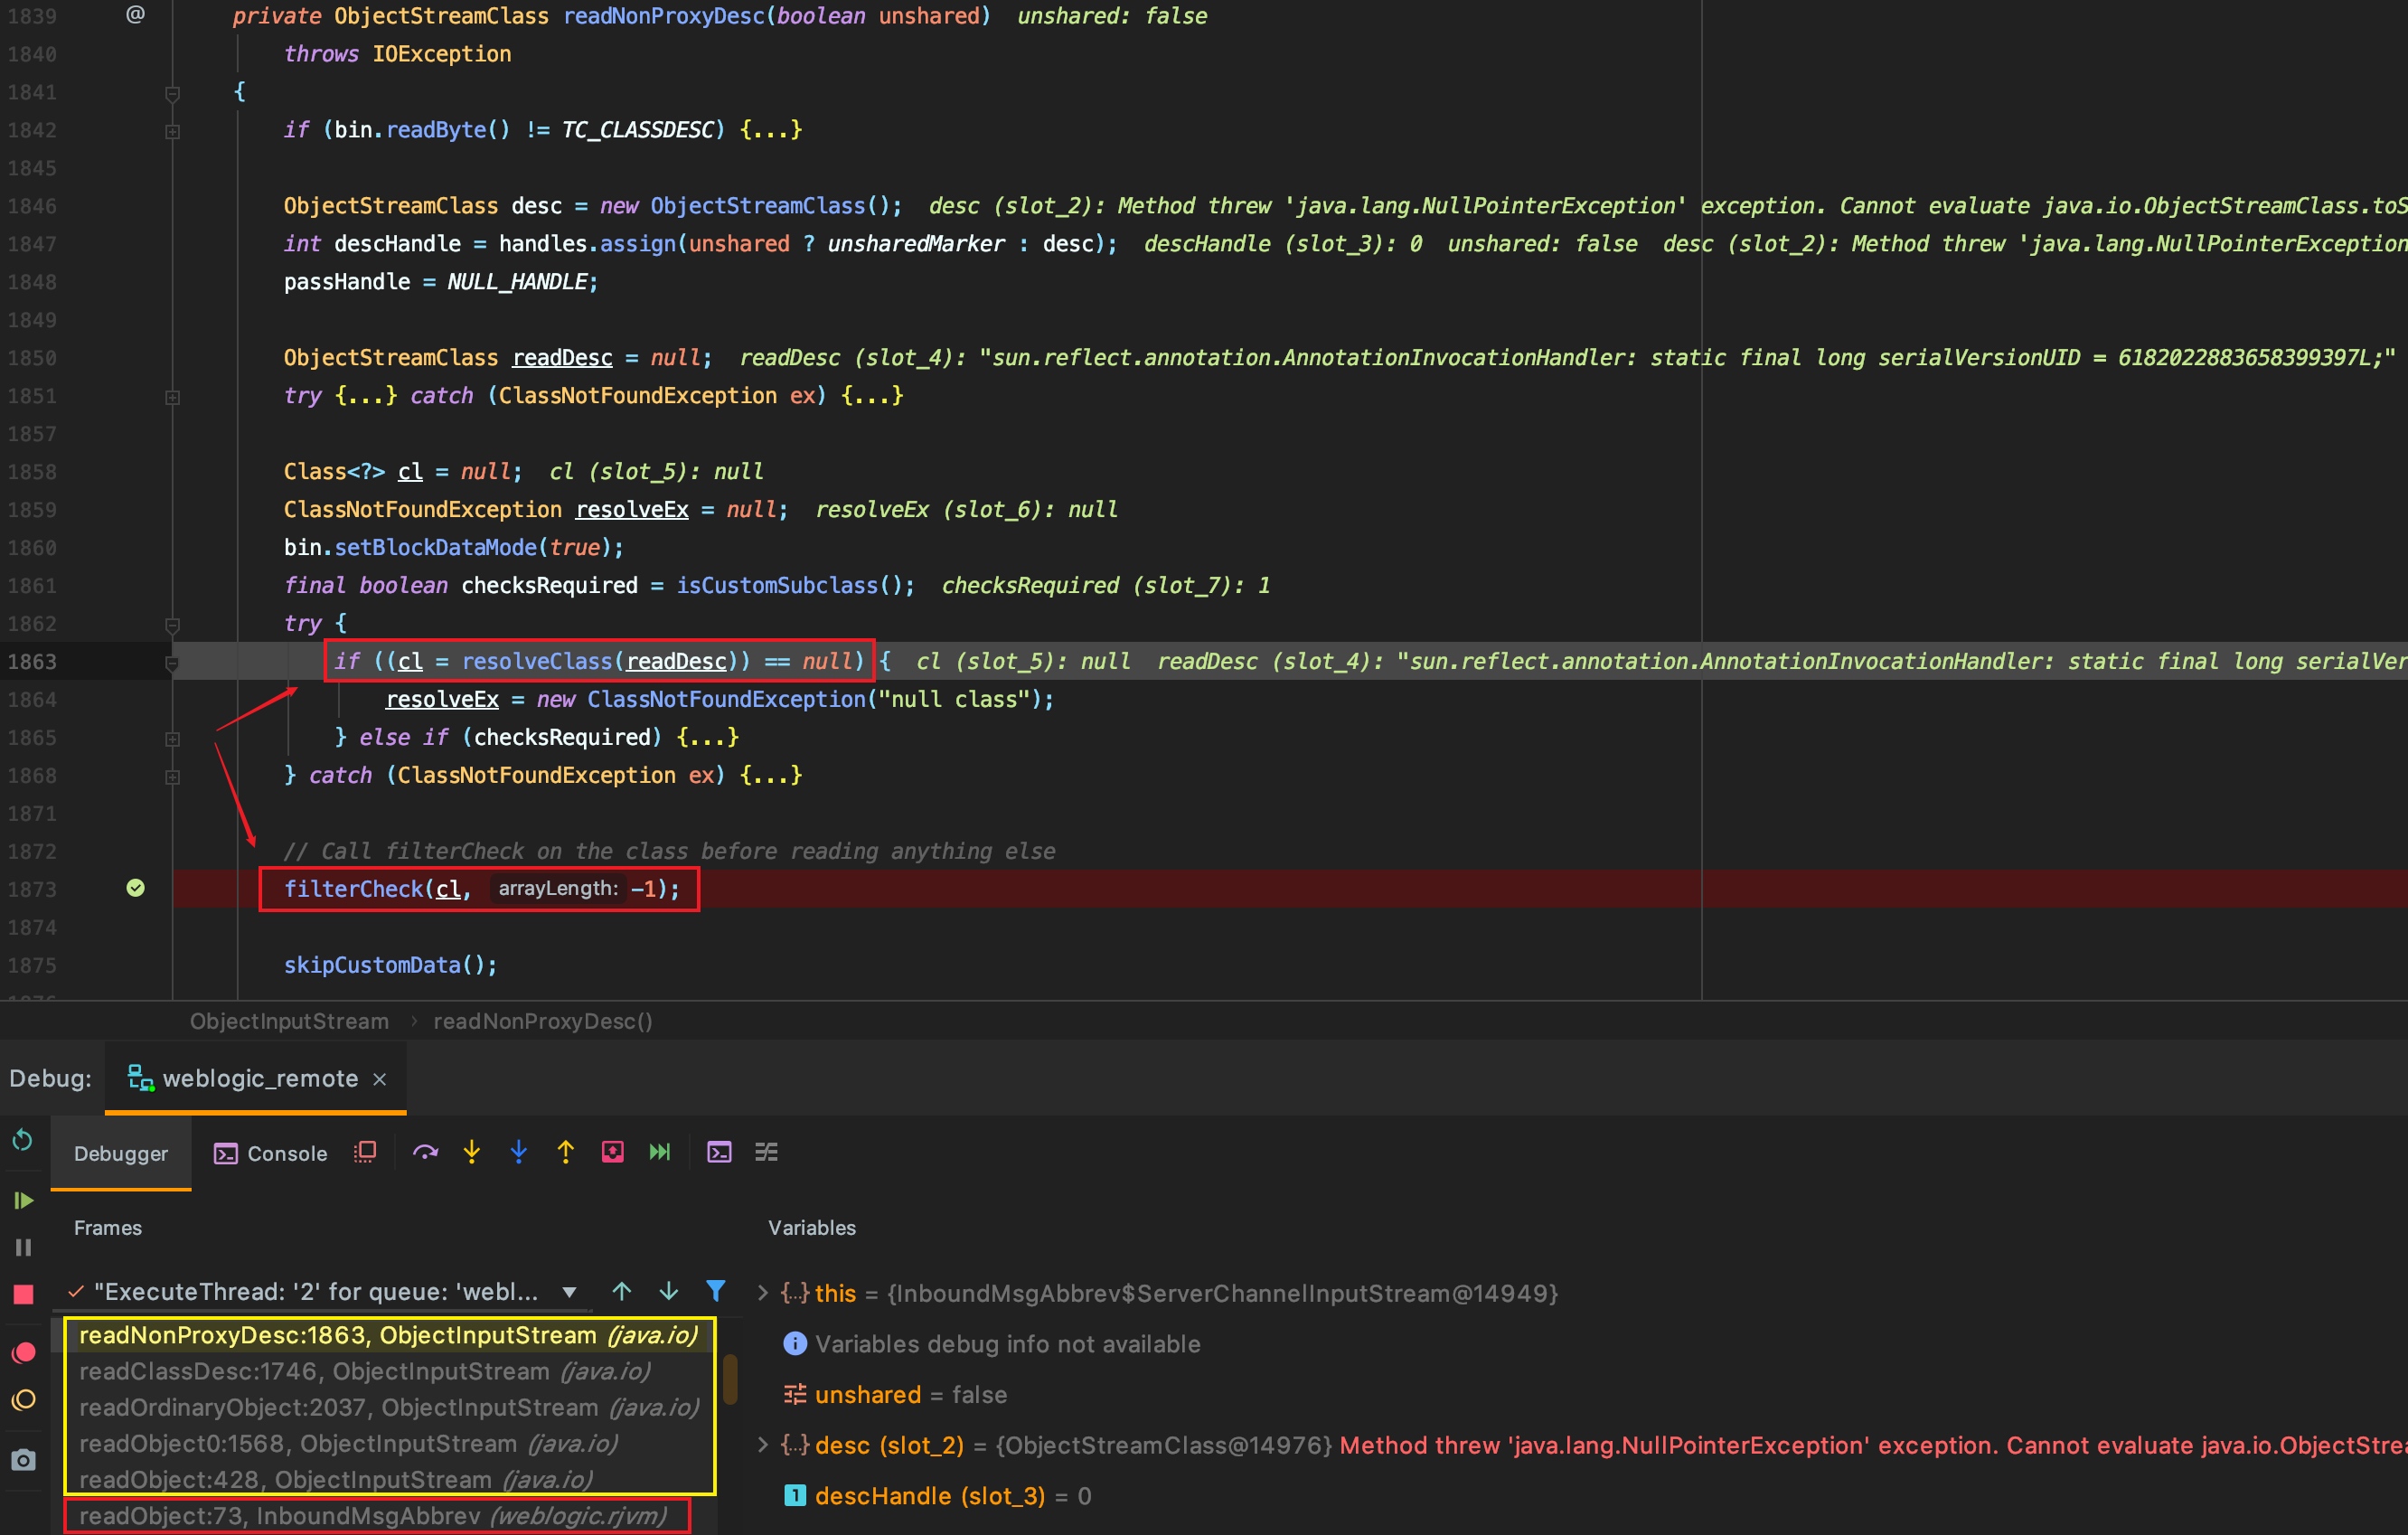 1839 @ private ObjectStreamClass readNonProxyDesc(boolean unshared)  unshared: false
1840 throws IOException
1841 {
1842 if (bin.readByte() != TC_CLASSDESC) {...}
1845
1846 ObjectStreamClass desc = new ObjectStreamClass();  desc (slot_2): Method threw 'java.lang.NullPointerException' exception. Cannot evaluate java.io.ObjectStreamClass.toS
1847 int descHandle = handles.assign(unshared ? unsharedMarker : desc);  descHandle (slot_3): 0  unshared: false  desc (slot_2): Method threw 'java.lang.NullPointerException
1848 passHandle = NULL_HANDLE;
1849
1850 ObjectStreamClass readDesc = null;  readDesc (slot_4): "sun.reflect.annotation.AnnotationInvocationHandler: static final long serialVersionUID = 6182022883658399397L;"
1851 try {...} catch (ClassNotFoundException ex) {...}
1857
1858 Class<?> cl = null;  cl (slot_5): null
1859 ClassNotFoundException resolveEx = null;  resolveEx (slot_6): null
1860 bin.setBlockDataMode(true);
1861 final boolean checksRequired = isCustomSubclass();  checksRequired (slot_7): 1
1862 try {
1863 if ((cl = resolveClass(readDesc)) == null) {  cl (slot_5): null  readDesc (slot_4): "sun.reflect.annotation.AnnotationInvocationHandler: static final long serialVer
1864 resolveEx = new ClassNotFoundException("null class");
1865 } else if (checksRequired) {...}
1868 } catch (ClassNotFoundException ex) {...}
1871
1872 // Call filterCheck on the class before reading anything else
1873 filterCheck(cl, arrayLength: -1);
1874
1875 skipCustomData();
ObjectInputStream › readNonProxyDesc()
Debug: weblogic_remote ×
Debugger Console
Frames
Variables
"ExecuteThread: '2' for queue: 'webl...
readNonProxyDesc:1863, ObjectInputStream (java.io)
readClassDesc:1746, ObjectInputStream (java.io)
readOrdinaryObject:2037, ObjectInputStream (java.io)
readObject0:1568, ObjectInputStream (java.io)
readObject:428, ObjectInputStream (java.io)
readObject:73, InboundMsgAbbrev (weblogic.rjvm)
this = {InboundMsgAbbrev$ServerChannelInputStream@14949}
Variables debug info not available
unshared = false
desc (slot_2) = {ObjectStreamClass@14976} Method threw 'java.lang.NullPointerException' exception. Cannot evaluate java.io.ObjectStrea
descHandle (slot_3) = 0